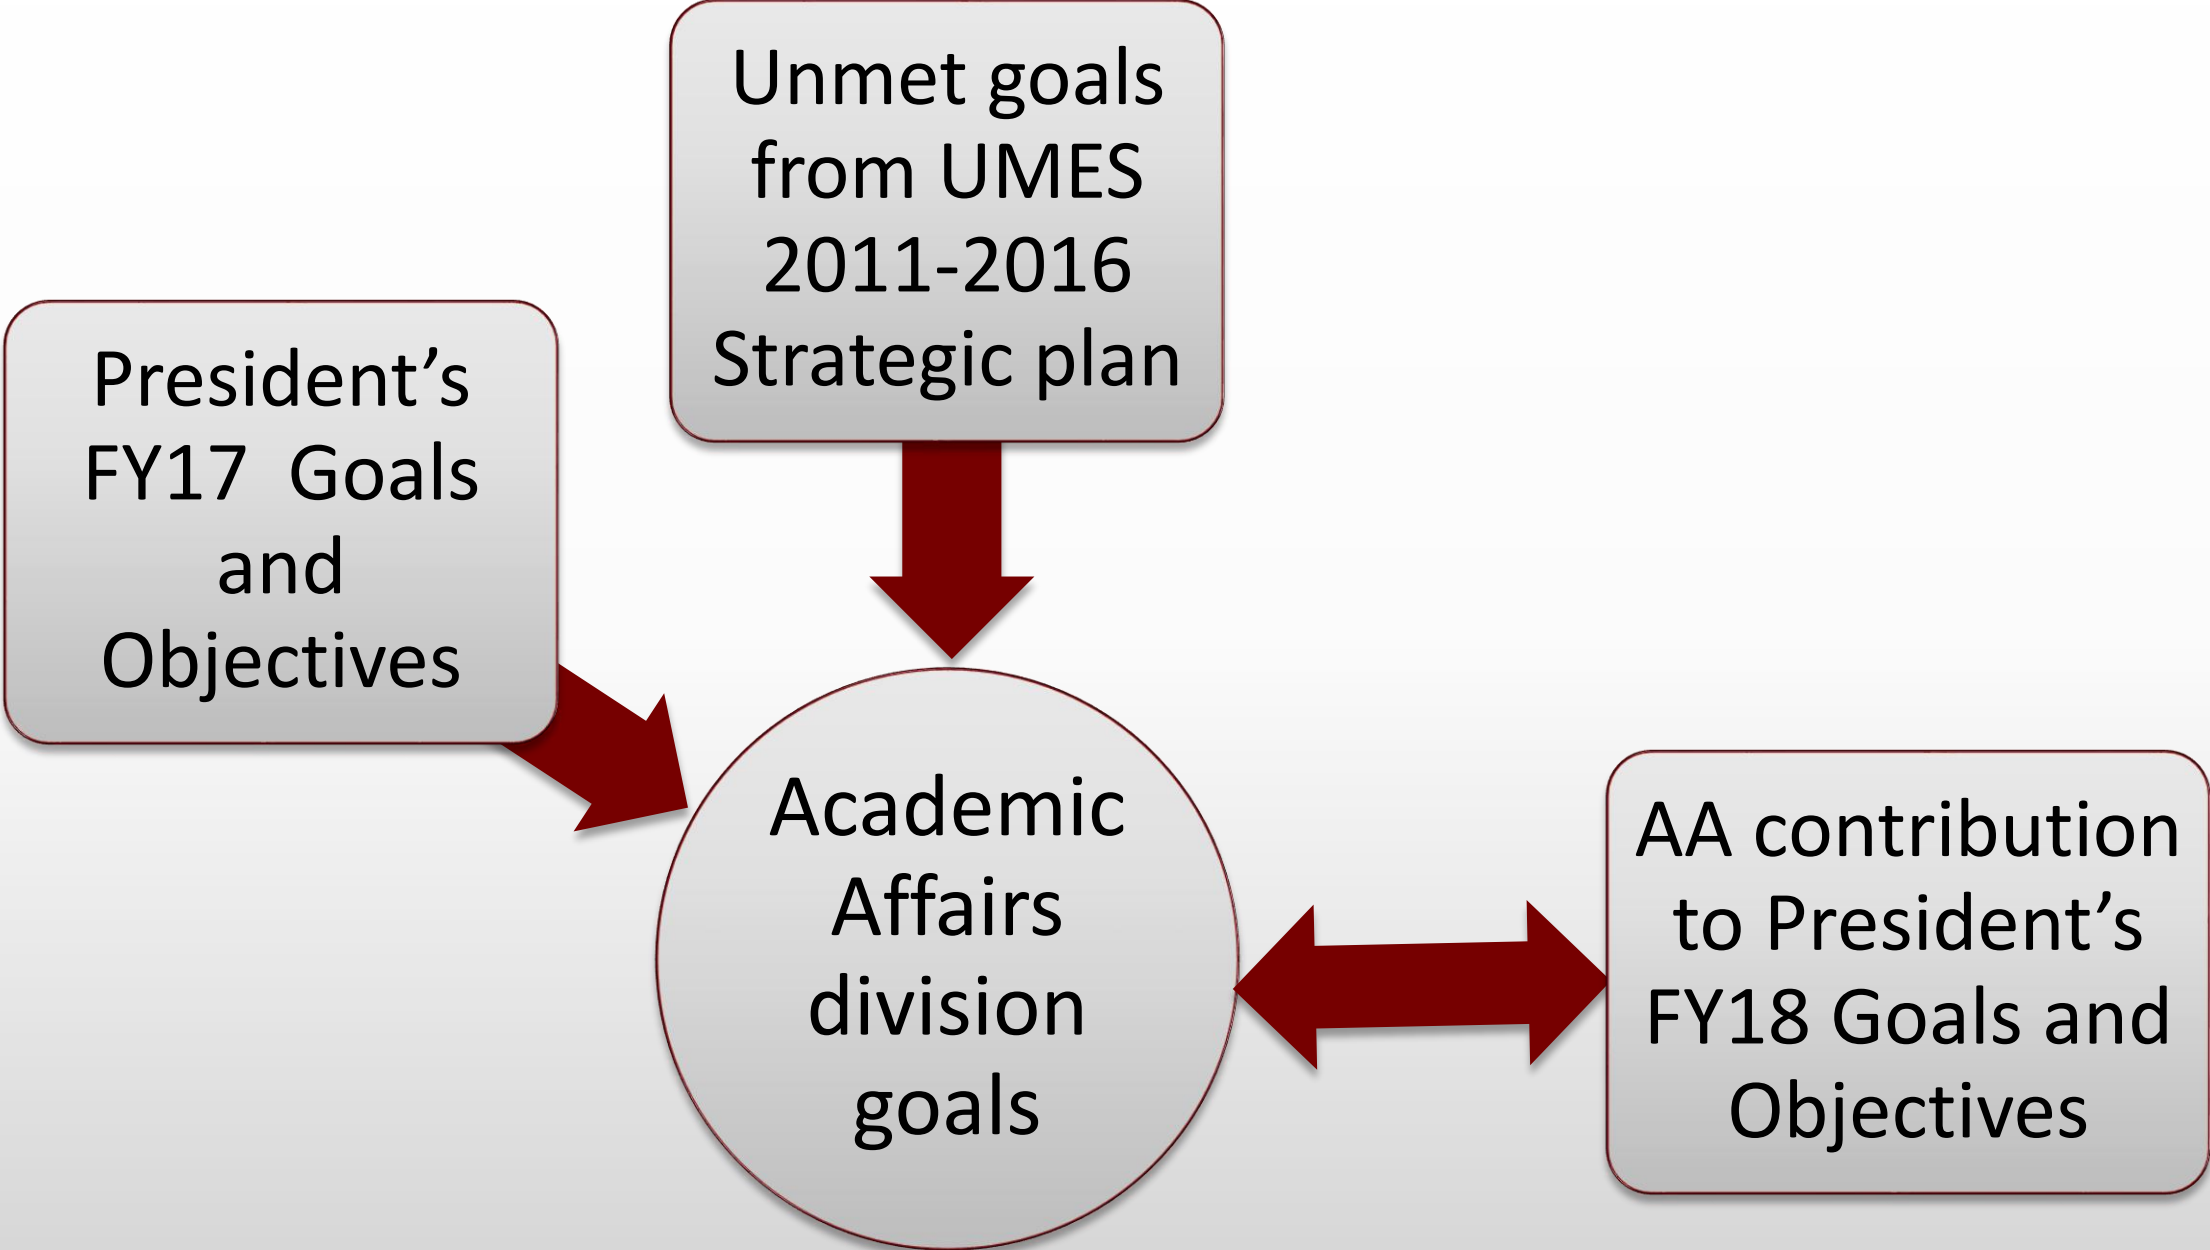 Unmet goals
from UMES
2011-2016
Strategic plan
President’s
FY17  Goals
and
Objectives
Academic
Affairs
division
goals
AA contribution
to President’s
FY18 Goals and
Objectives